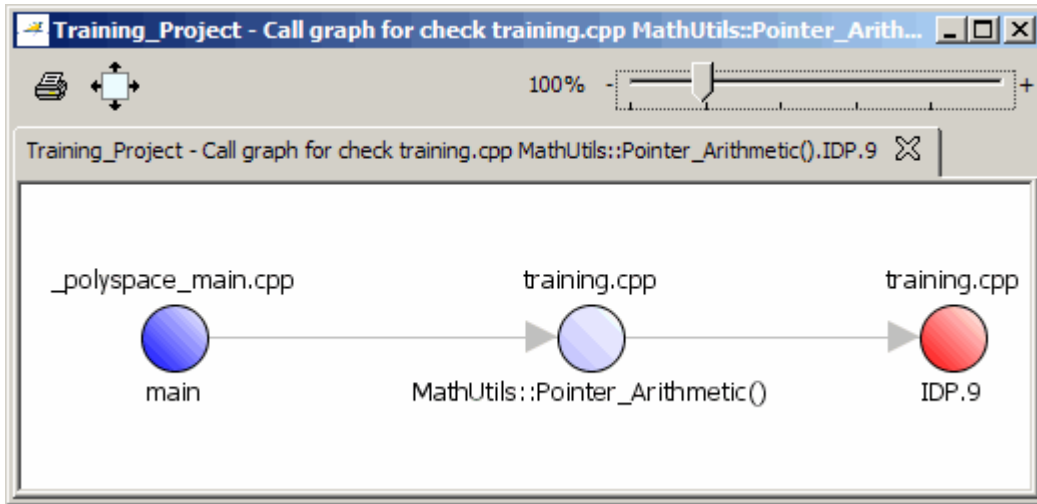 Training_Project - Call graph for check training.cpp MathUtils::Pointer_Arith...
100% - +
Training_Project - Call graph for check training.cpp MathUtils::Pointer_Arithmetic().IDP.9
_polyspace_main.cpp training.cpp training.cpp
main MathUtils::Pointer_Arithmetic() IDP.9